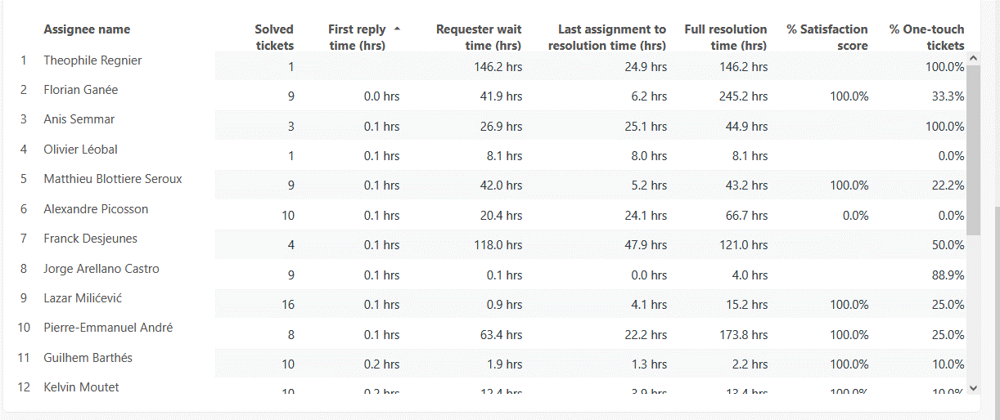 Assignee name Solved tickets First reply time (hrs) Requester wait time (hrs) Last assignment to resolution time (hrs) Full resolution time (hrs) % Satisfaction score % One-touch tickets
1 Theophile Regnier 1 146.2 hrs 24.9 hrs 146.2 hrs 100.0%
2 Florian Ganée 9 0.0 hrs 41.9 hrs 6.2 hrs 245.2 hrs 100.0% 33.3%
3 Anis Semmar 3 0.1 hrs 26.9 hrs 25.1 hrs 44.9 hrs 100.0%
4 Olivier Léobal 1 0.1 hrs 8.1 hrs 8.0 hrs 8.1 hrs 0.0%
5 Matthieu Blottiere Seroux 9 0.1 hrs 42.0 hrs 5.2 hrs 43.2 hrs 100.0% 22.2%
6 Alexandre Picosson 10 0.1 hrs 20.4 hrs 24.1 hrs 66.7 hrs 0.0% 0.0%
7 Franck Desjeunes 4 0.1 hrs 118.0 hrs 47.9 hrs 121.0 hrs 50.0%
8 Jorge Arellano Castro 9 0.1 hrs 0.1 hrs 0.0 hrs 4.0 hrs 88.9%
9 Lazar Milićević 16 0.1 hrs 0.9 hrs 4.1 hrs 15.2 hrs 100.0% 25.0%
10 Pierre-Emmanuel André 8 0.1 hrs 63.4 hrs 22.2 hrs 173.8 hrs 100.0% 25.0%
11 Guilhem Barthés 10 0.2 hrs 1.9 hrs 1.3 hrs 2.2 hrs 100.0% 10.0%
12 Kelvin Moutet 10 0.2 hrs 12.4 hrs 3.9 hrs 13.4 hrs 100.0% 10.0%